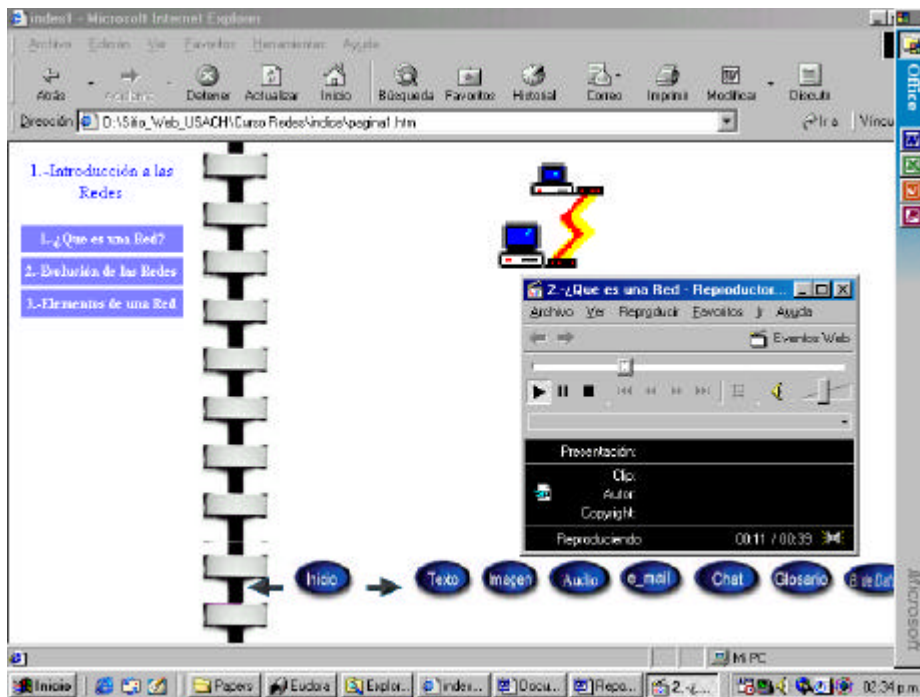 index1 - Microsoft Internet Explorer
Archivo Edición Ver Favoritos Herramientas Ayuda
Atrás Adelante Detener Actualizar Inicio Búsqueda Favoritos Historial Correo Imprimir Modificar Discutir
Dirección D:\Sitio_Web_USACH\Curso Redes\indice\pagina1.htm Ir a Víncu
Office
1.-Introducción a las
Redes
1.-¿Que es una Red?
2.-Evolución de las Redes
3.-Elementos de una Red
2.-¿Que es una Red - Reproductor...
Archivo Ver Reproducir Favoritos Ir Ayuda
Eventos Web
Presentación:
Clip:
Autor:
Copyright:
Reproduciendo 00:11 / 00:39
Inicio Texto Imagen Audio e_mail Chat Glosario
Microsoft
Mi PC
Inicio Papers Eudora Explor... index... Docu... Repo... 2.-¿... 02:34 p.m